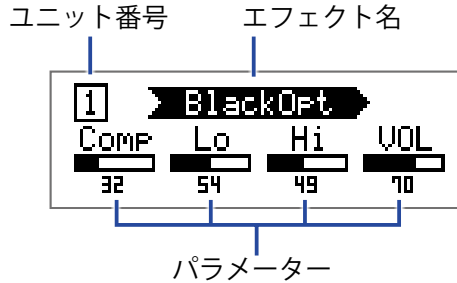 ユニット番号 エフェクト名
1 BlackOpt
Comp Lo Hi VOL
32 54 49 70
パラメーター